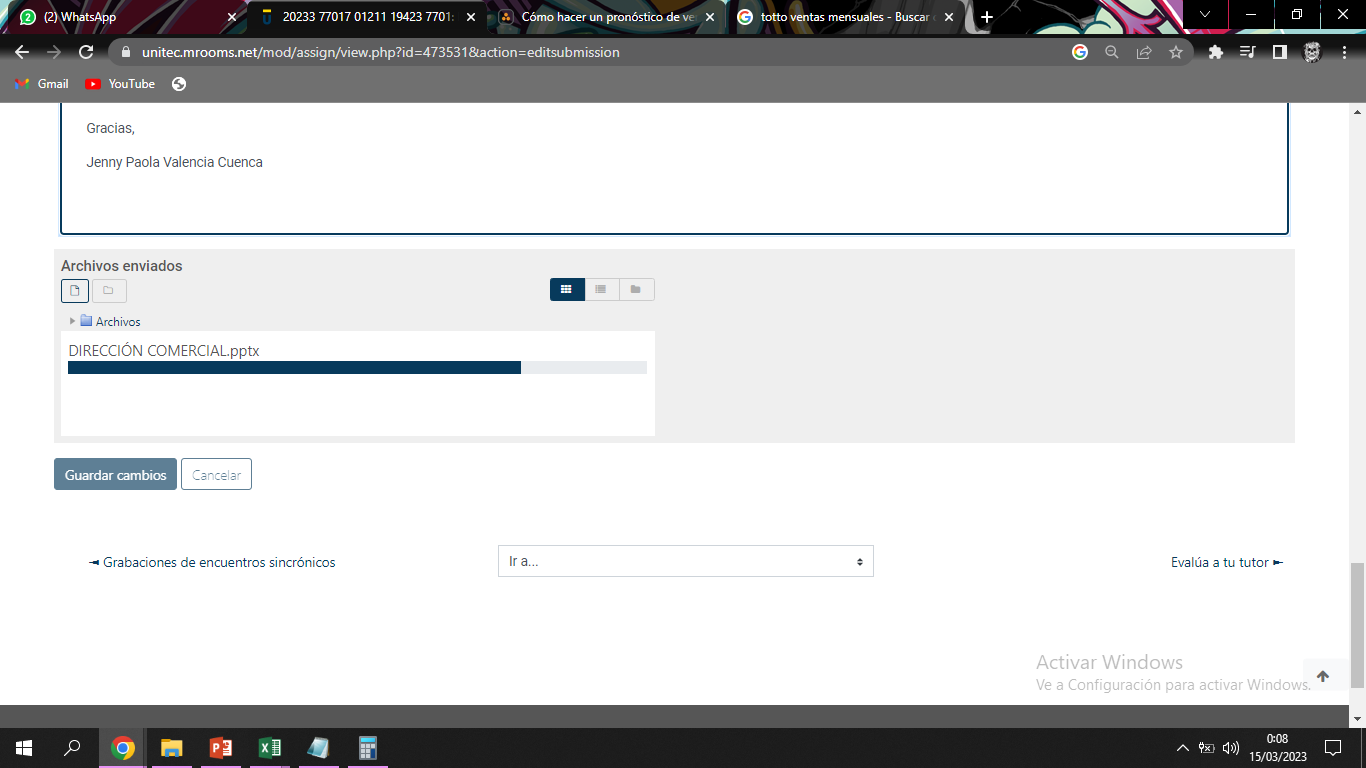 (2) WhatsApp
20233 77017 01211 19423 7701:
Cómo hacer un pronóstico de ve
totto ventas mensuales - Buscar
unitec.mrooms.net/mod/assign/view.php?id=473531&action=editsubmission
Gmail
YouTube
Gracias,
Jenny Paola Valencia Cuenca
Archivos enviados
Archivos
DIRECCIÓN COMERCIAL.pptx
Guardar cambios
Cancelar
◄ Grabaciones de encuentros sincrónicos
Ir a...
Evalúa a tu tutor ►
Activar Windows
Ve a Configuración para activar Windows.
0:08
15/03/2023